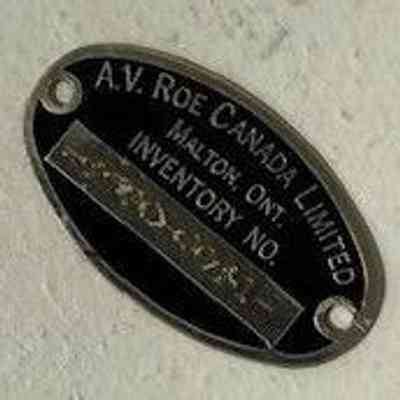 A.V. ROE CANADA LIMITED
MALTON, ONT.
INVENTORY NO.